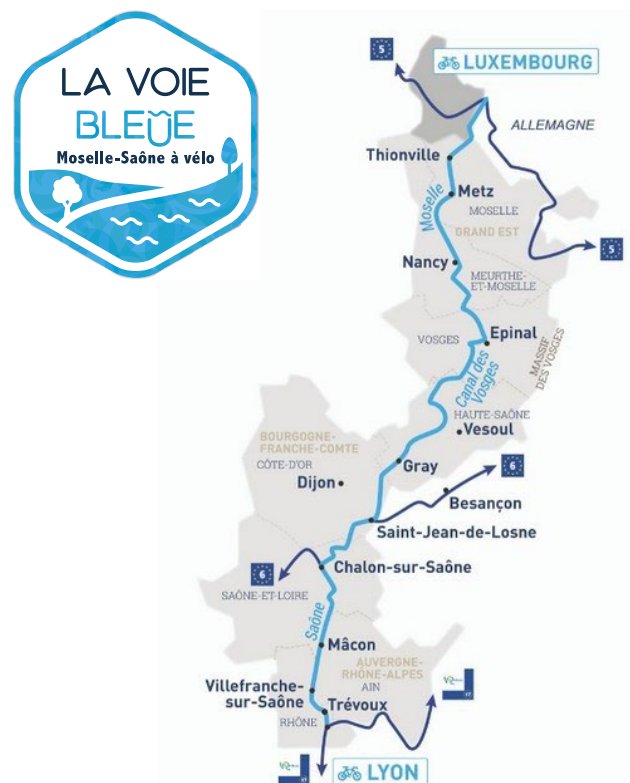 LA VOIE
BLEUE
Moselle-Saône à vélo
5
LUXEMBOURG
ALLEMAGNE
Thionville
Metz
Moselle
MOSELLE
GRAND EST
5
Nancy
MEURTHE-
ET-MOSELLE
VOSGES
Epinal
MASSIF
DES VOSGES
Canal des
Vosges
HAUTE-SAÔNE
Vesoul
BOURGOGNE-
FRANCHE-COMTE
CÔTE-D'OR
Gray
6
Dijon
Besançon
Saint-Jean-de-Losne
6
Chalon-sur-Saône
SAÔNE-ET-LOIRE
Saône
Mâcon
AUVERGNE-
RHÔNE-ALPES
AIN
Villefranche-
sur-Saône
Trévoux
RHÔNE
LYON